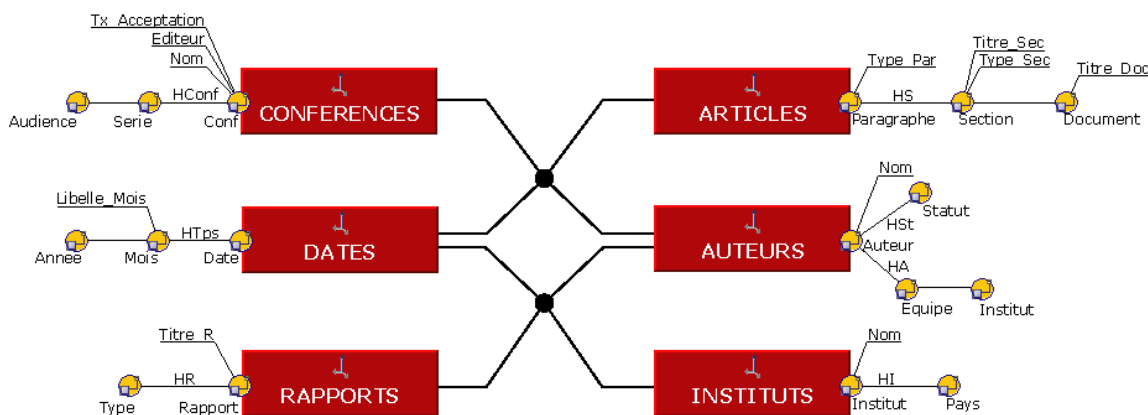 Tx_Acceptation
Editeur
Nom
HConf
Audience
Serie
Conf
CONFERENCES
ARTICLES
Titre_Sec
Type_Par
Type_Sec
Titre_Doc
HS
Paragraphe
Section
Document
Libelle_Mois
HTps
Annee
Mois
Date
DATES
AUTEURS
Nom
Statut
HSt
Auteur
HA
Equipe
Institut
Titre_R
HR
Type
Rapport
RAPPORTS
INSTITUTS
Nom
HI
Institut
Pays